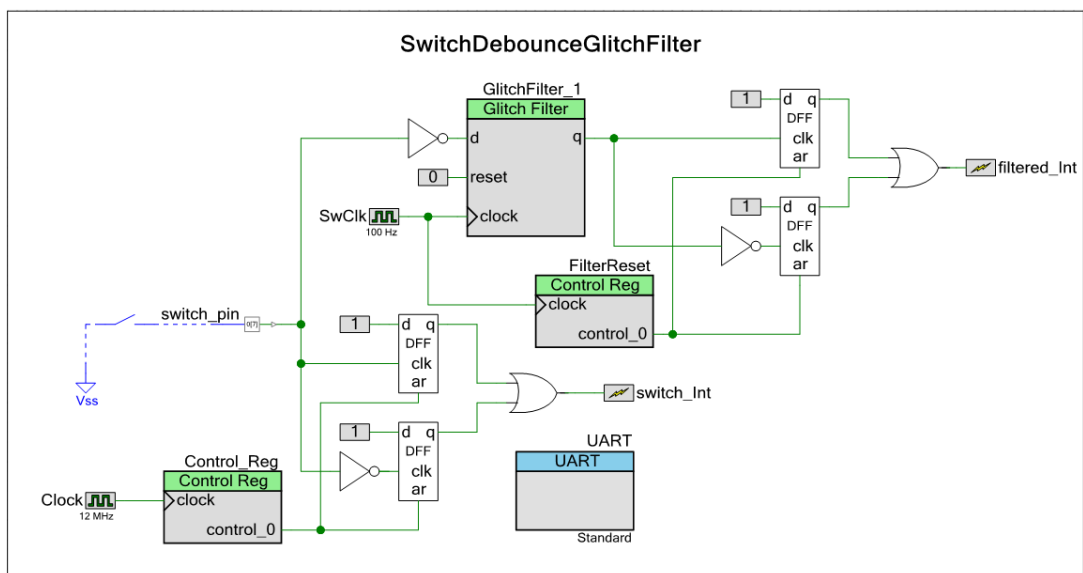 SwitchDebounceGlitchFilter
GlitchFilter_1
Glitch Filter
d
q
reset
0
clock
SwClk
100 Hz
1
d q
DFF
clk
ar
1
d q
DFF
clk
ar
filtered_Int
FilterReset
Control Reg
clock
control_0
switch_pin
0[7]
Vss
1
d q
DFF
clk
ar
1
d q
DFF
clk
ar
switch_Int
Control_Reg
Control Reg
clock
control_0
Clock
12 MHz
UART
UART
Standard